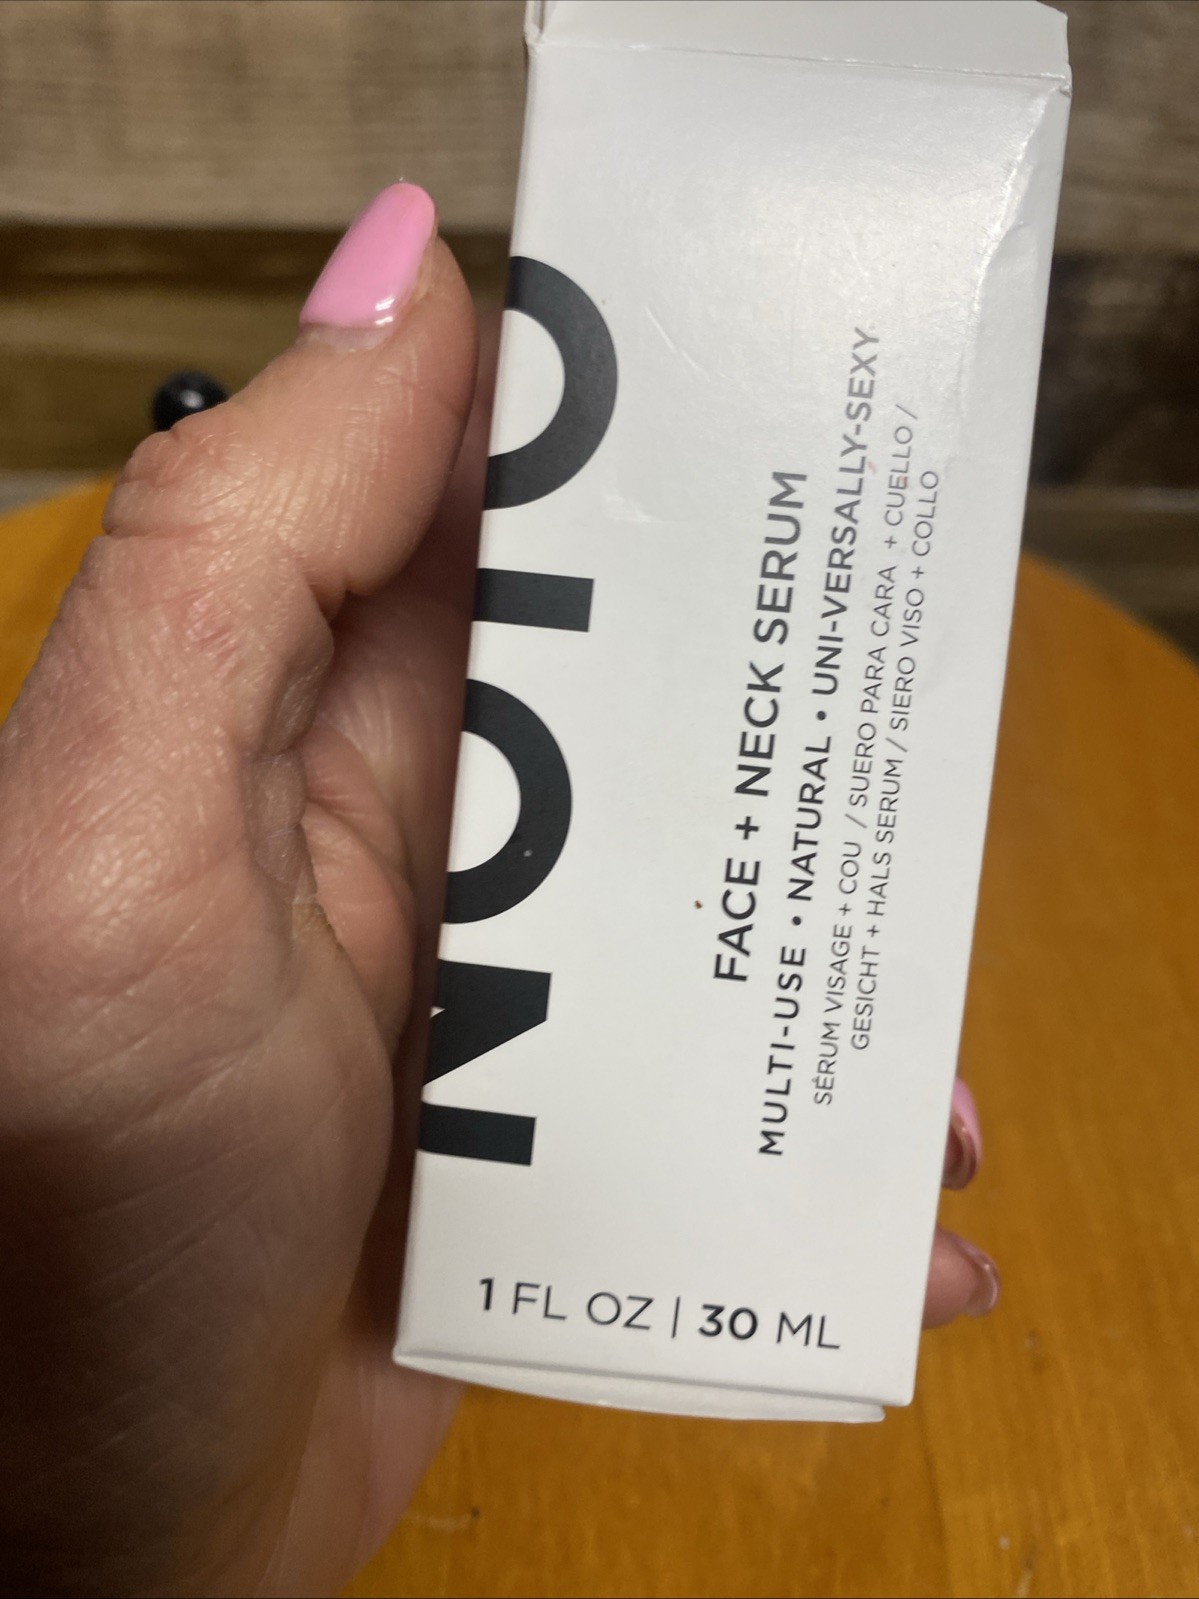 NOTO
FACE + NECK SERUM
MULTI-USE • NATURAL • UNI-VERSALLY-SEXY
SÉRUM VISAGE + COU / SUERO PARA CARA + CUELLO /
GESICHT + HALS SERUM / SIERO VISO + COLLO
1 FL OZ | 30 ML